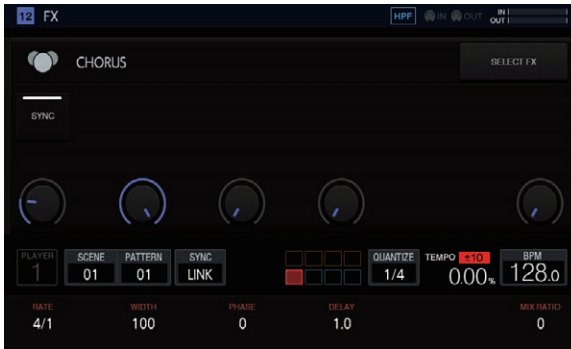 12 FX HPF IN OUT IN
OUT
CHORUS SELECT FX
SYNC
PLAYER SCENE PATTERN SYNC QUANTIZE TEMPO ±10 BPM
1 01 01 LINK 1/4 0.00% 128.0
RATE WIDTH PHASE DELAY MIX RATIO
4/1 100 0 1.0 0